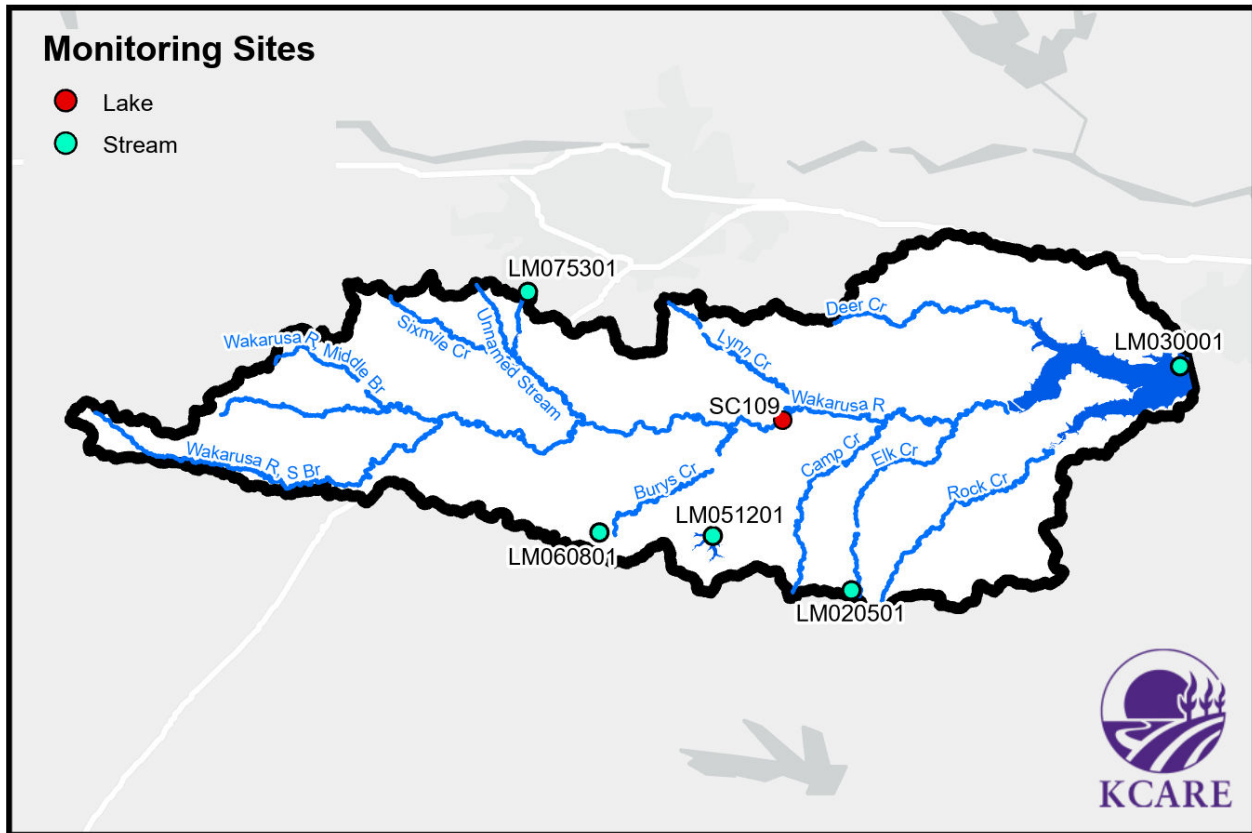 Monitoring Sites
Lake
Stream
LM075301
Deer Cr
Wakarusa R, Middle Br
Sixmile Cr
Unnamed Stream
Lynn Cr
LM030001
SC109
Wakarusa R
Wakarusa R, S Br
Burys Cr
Camp Cr
Elk Cr
Rock Cr
LM051201
LM060801
LM020501
KCARE